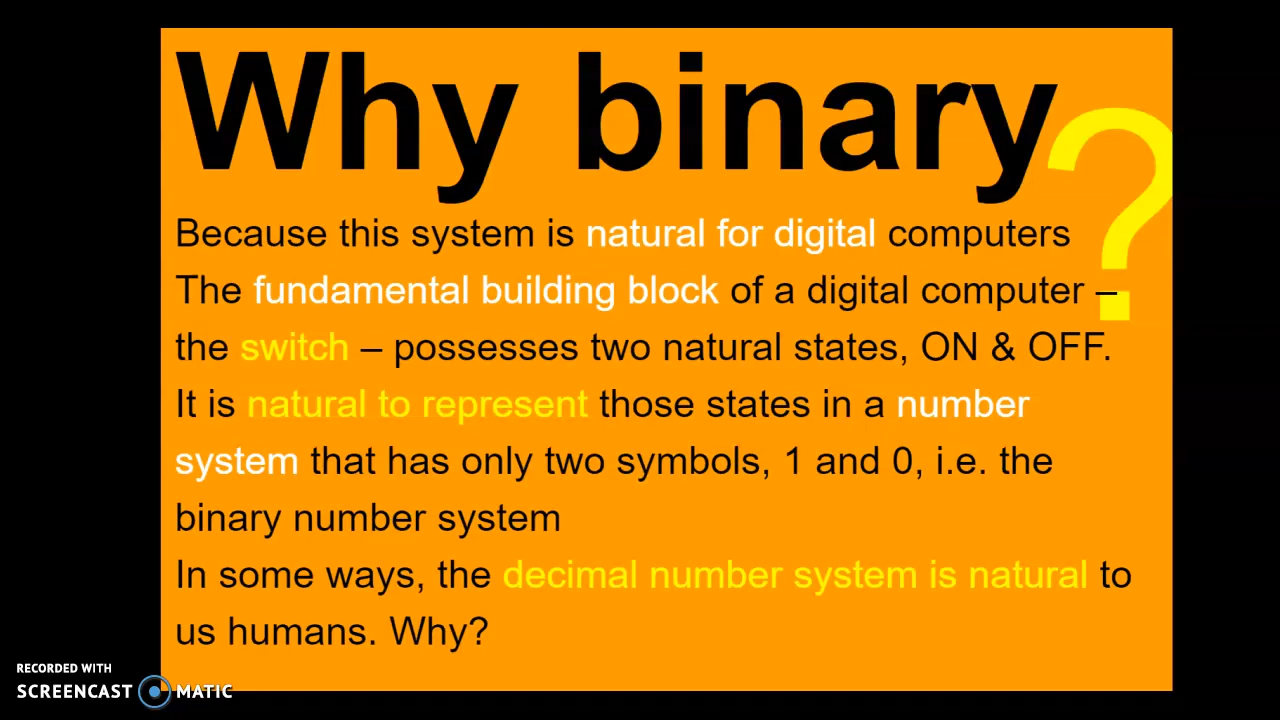 Why binary?
Because this system is natural for digital computers
The fundamental building block of a digital computer –
the switch – possesses two natural states, ON & OFF.
It is natural to represent those states in a number
system that has only two symbols, 1 and 0, i.e. the
binary number system
In some ways, the decimal number system is natural to
us humans. Why?
RECORDED WITH
SCREENCAST MATIC